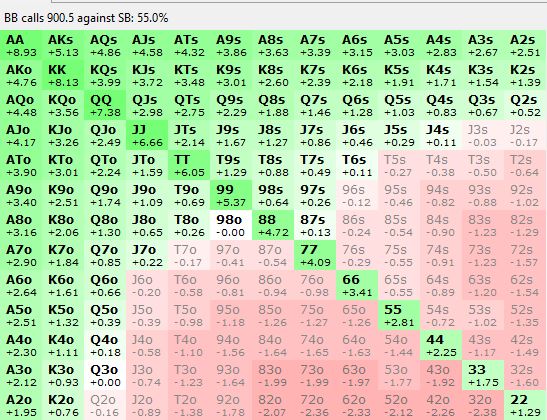 BB calls 900.5 against SB: 55.0%
AA AKs AQs AJs ATs A9s A8s A7s A6s A5s A4s A3s A2s
+8.93 +5.13 +4.86 +4.58 +4.32 +3.86 +3.63 +3.39 +3.15 +3.03 +2.83 +2.67 +2.51
AKo KK KQs KJs KTs K9s K8s K7s K6s K5s K4s K3s K2s
+4.76 +8.13 +3.99 +3.72 +3.48 +3.01 +2.60 +2.39 +2.18 +1.91 +1.71 +1.54 +1.39
AQo KQo QQ QJs QTs Q9s Q8s Q7s Q6s Q5s Q4s Q3s Q2s
+4.48 +3.56 +7.38 +2.98 +2.75 +2.29 +1.88 +1.46 +1.28 +1.03 +0.83 +0.67 +0.52
AJo KJo QJo JJ JTs J9s J8s J7s J6s J5s J4s J3s J2s
+4.17 +3.26 +2.49 +6.66 +2.14 +1.67 +1.27 +0.86 +0.46 +0.29 +0.11 -0.03 -0.17
ATo KTo QTo JTo TT T9s T8s T7s T6s T5s T4s T3s T2s
+3.90 +3.01 +2.24 +1.59 +6.05 +1.29 +0.88 +0.49 +0.11 -0.27 -0.38 -0.50 -0.64
A9o K9o Q9o J9o T9o 99 98s 97s 96s 95s 94s 93s 92s
+3.40 +2.51 +1.74 +1.09 +0.69 +5.37 +0.64 +0.26 -0.12 -0.46 -0.82 -0.88 -1.02
A8o K8o Q8o J8o T8o 98o 88 87s 86s 85s 84s 83s 82s
+3.16 +2.06 +1.30 +0.65 +0.26 -0.00 +4.72 +0.13 -0.24 -0.54 -0.90 -1.23 -1.29
A7o K7o Q7o J7o T7o 97o 87o 77 76s 75s 74s 73s 72s
+2.90 +1.84 +0.85 +0.22 -0.17 -0.41 -0.54 +4.09 -0.29 -0.55 -0.91 -1.23 -1.57
A6o K6o Q6o J6o T6o 96o 86o 76o 66 65s 64s 63s 62s
+2.64 +1.61 +0.66 -0.20 -0.58 -0.81 -0.94 -0.98 +3.41 -0.55 -0.89 -1.20 -1.54
A5o K5o Q5o J5o T5o 95o 85o 75o 65o 55 54s 53s 52s
+2.51 +1.32 +0.39 -0.39 -0.98 -1.18 -1.26 -1.27 -1.26 +2.81 -0.72 -1.02 -1.35
A4o K4o Q4o J4o T4o 94o 84o 74o 64o 54o 44 43s 42s
+2.30 +1.11 +0.18 -0.58 -1.10 -1.56 -1.64 -1.65 -1.63 -1.44 +2.25 -1.17 -1.49
A3o K3o Q3o J3o T3o 93o 83o 73o 63o 53o 43o 33 32s
+2.12 +0.93 +0.00 -0.74 -1.23 -1.64 -1.99 -1.99 -1.97 -1.77 -1.92 +1.75 -1.60
A2o K2o Q2o J2o T2o 92o 82o 72o 62o 52o 42o 32o 22
+1.95 +0.76 -0.16 -0.89 -1.38 -1.78 -2.07 -2.36 -2.33 -2.12 -2.26 -2.38 +1.29